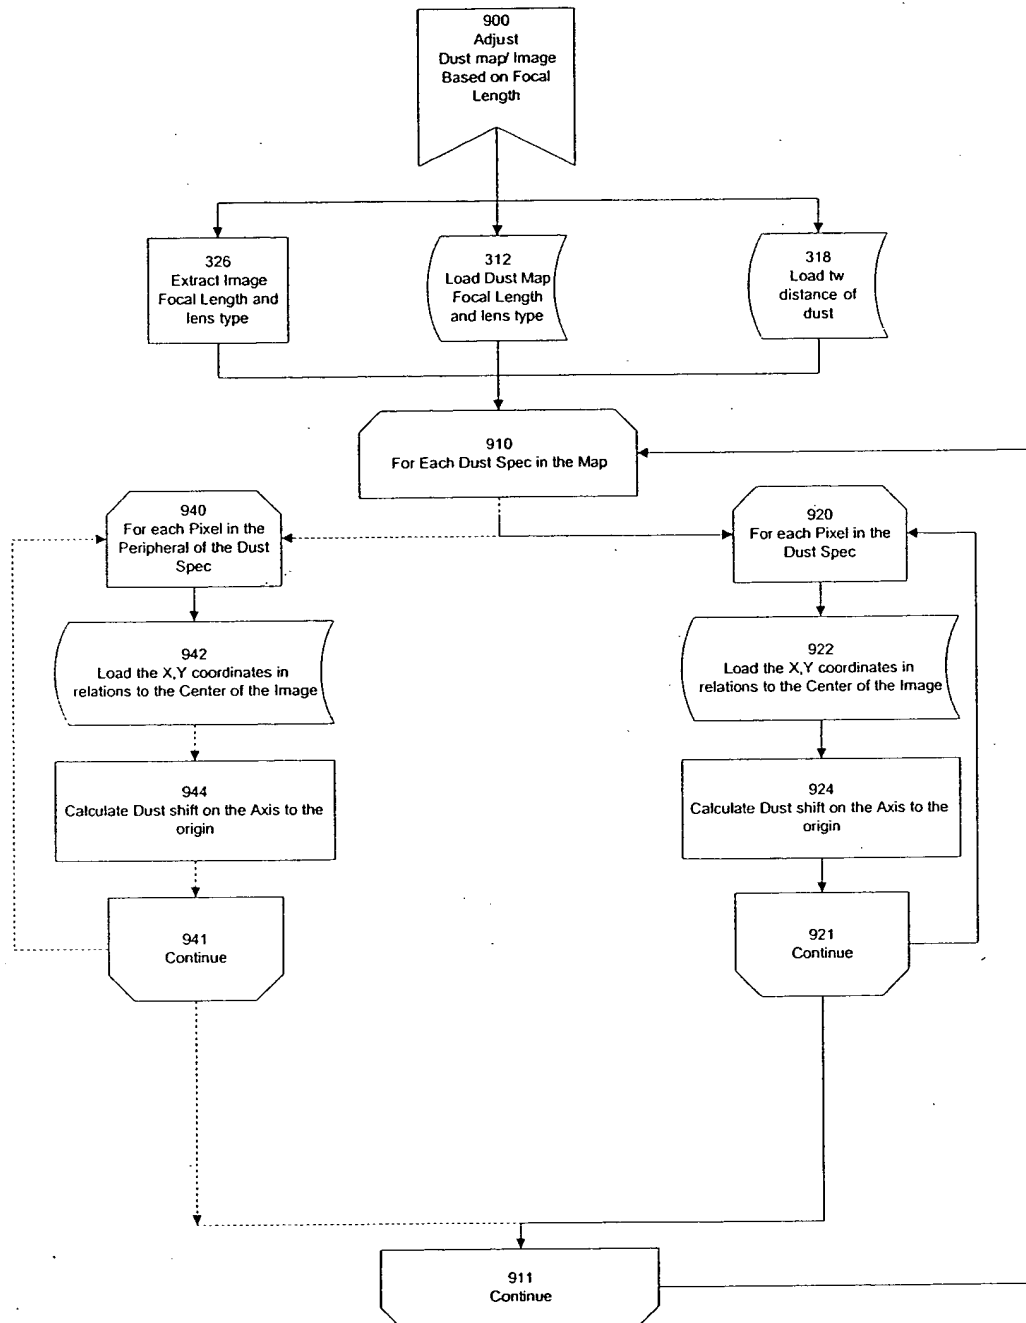 900
Adjust
Dust map/ Image
Based on Focal
Length
326
Extract Image
Focal Length and
lens type
312
Load Dust Map
Focal Length
and lens type
318
Load tw
distance of
dust
910
For Each Dust Spec in the Map
940
For each Pixel in the
Peripheral of the Dust
Spec
920
For each Pixel in the
Dust Spec
942
Load the X,Y coordinates in
relations to the Center of the Image
922
Load the X,Y coordinates in
relations to the Center of the Image
944
Calculate Dust shift on the Axis to the
origin
924
Calculate Dust shift on the Axis to the
origin
941
Continue
921
Continue
911
Continue